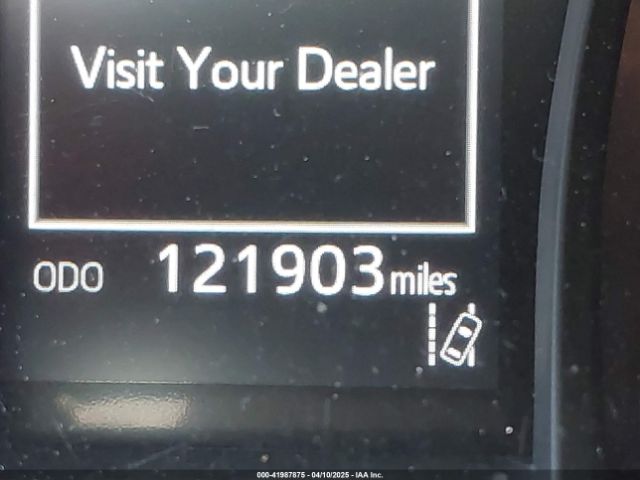 Visit Your Dealer
ODO 121903 miles
000-41987875 - 04/10/2025 - IAA Inc.